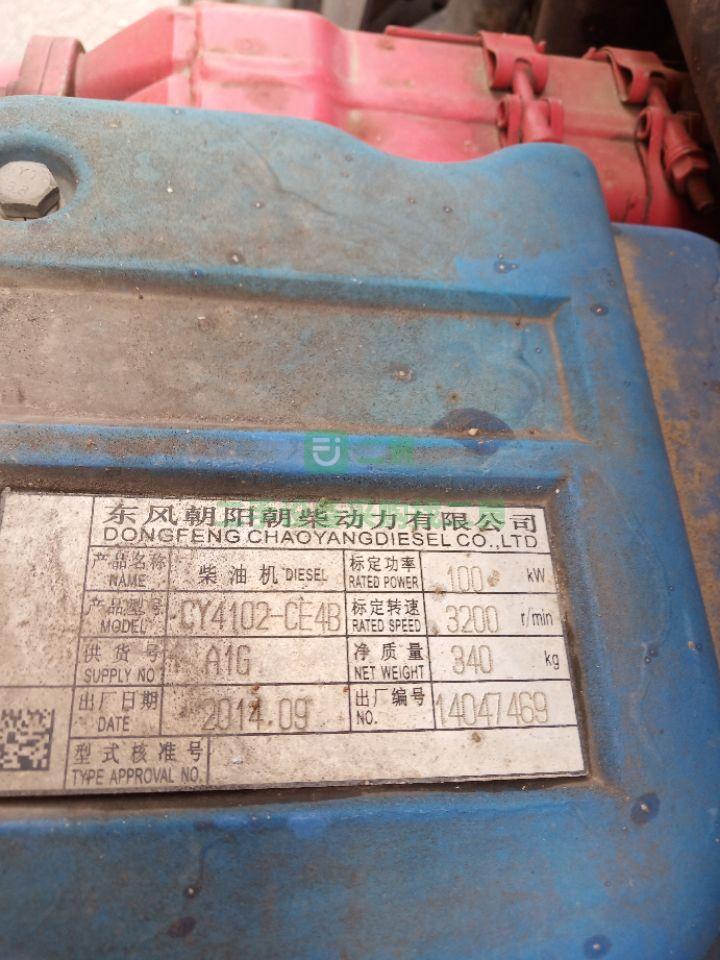 东风朝阳朝柴动力有限公司
DONGFENG CHAOYANGDIESEL CO.,LTD
产品名称 柴油机 DIESEL 标定功率 100 kW
NAME RATED POWER
产品型号 CY4102-CE4B 标定转速 3200 r/min
MODEL RATED SPEED
供货号 A1G 净质量 340 kg
SUPPLY NO NET WEIGHT
出厂日期 2014.09 出厂编号 14047469
DATE NO.
型式核准号
TYPE APPROVAL NO.